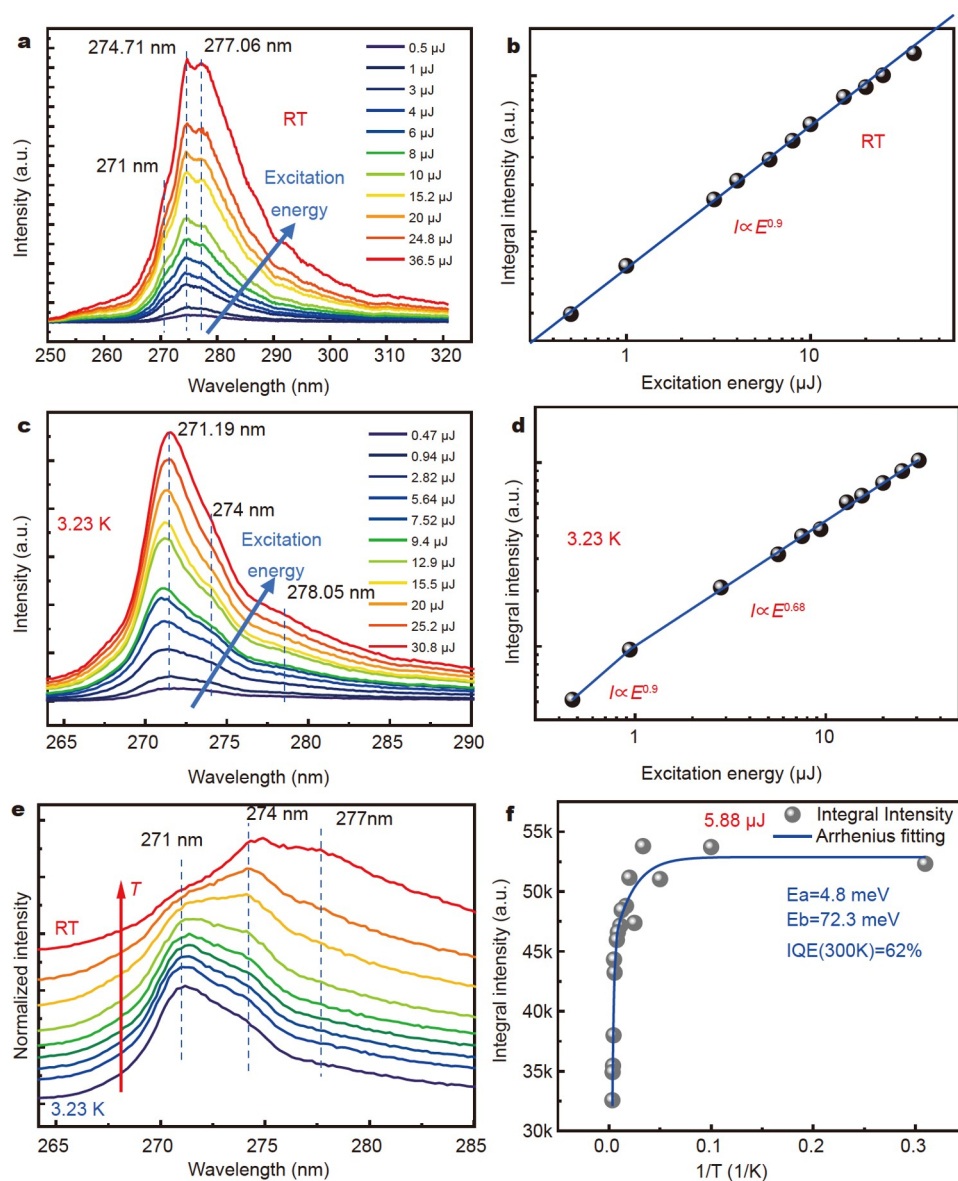 a
274.71 nm
277.06 nm
271 nm
RT
Excitation
energy
0.5 µJ
1 µJ
3 µJ
4 µJ
6 µJ
8 µJ
10 µJ
15.2 µJ
20 µJ
24.8 µJ
36.5 µJ
Intensity (a.u.)
250 260 270 280 290 300 310 320
Wavelength (nm)
b
RT
I∝E^0.9
Integral intensity (a.u.)
1 10
Excitation energy (µJ)
c
271.19 nm
274 nm
278.05 nm
3.23 K
Excitation
energy
0.47 µJ
0.94 µJ
2.82 µJ
5.64 µJ
7.52 µJ
9.4 µJ
12.9 µJ
15.5 µJ
20 µJ
25.2 µJ
30.8 µJ
Intensity (a.u.)
265 270 275 280 285 290
Wavelength (nm)
d
3.23 K
I∝E^0.68
I∝E^0.9
Integral intensity (a.u.)
1 10
Excitation energy (µJ)
e
271 nm
274 nm
277nm
T
RT
3.23 K
Normalized intensity
265 270 275 280 285
Wavelength (nm)
f
5.88 µJ
Integral Intensity
Arrhenius fitting
Ea=4.8 meV
Eb=72.3 meV
IQE(300K)=62%
Integral intensity (a.u.)
55k
50k
45k
40k
35k
30k
0.0 0.1 0.2 0.3
1/T (1/K)